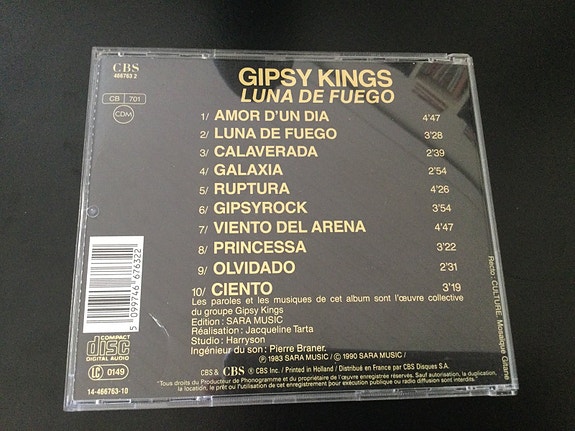 CBS
466763 2
CB 701
CDM
GIPSY KINGS
LUNA DE FUEGO
1/ AMOR D'UN DIA 4'47
2/ LUNA DE FUEGO 3'28
3/ CALAVERADA 2'39
4/ GALAXIA 2'54
5/ RUPTURA 4'26
6/ GIPSYROCK 3'54
7/ VIENTO DEL ARENA 4'47
8/ PRINCESSA 3'22
9/ OLVIDADO 2'31
10/ CIENTO 3'19
Les paroles et les musiques de cet album sont l'œuvre collective
du groupe Gipsy Kings
Edition : SARA MUSIC
Réalisation : Jacqueline Tarta
Studio : Harryson
Ingénieur du son : Pierre Braner.
Ⓟ 1983 SARA MUSIC / © 1990 SARA MUSIC /
CBS & CBS ® CBS Inc. / Printed in Holland / Distribué en France par CBS Disques S.A.
"Tous droits du Producteur de Phonogramme et du propriétaire de l'œuvre enregistrée réservés. Sauf autorisation, la duplication,
la location, le prêt ou l'utilisation de cet enregistrement pour exécution publique ou radio diffusion sont interdits.
5 099746 676322
COMPACT
disc
DIGITAL AUDIO
LC 0149
14-466763-10
Recto : CULTURE. Mosaïque Gitane